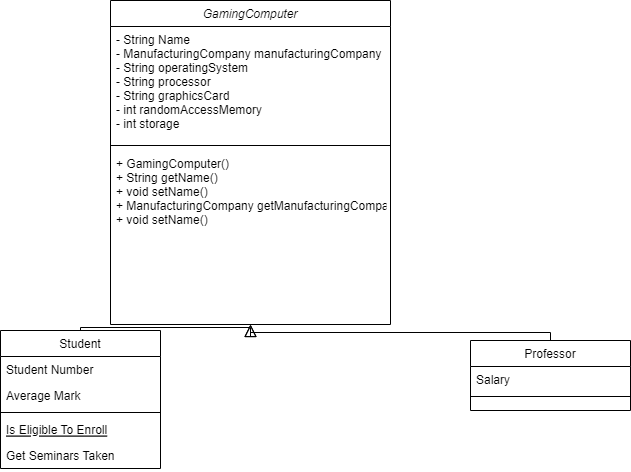 GamingComputer
- String Name
- ManufacturingCompany manufacturingCompany
- String operatingSystem
- String processor
- String graphicsCard
- int randomAccessMemory
- int storage
+ GamingComputer()
+ String getName()
+ void setName()
+ ManufacturingCompany getManufacturingCompa
+ void setName()
Student
Student Number
Average Mark
Is Eligible To Enroll
Get Seminars Taken
Professor
Salary